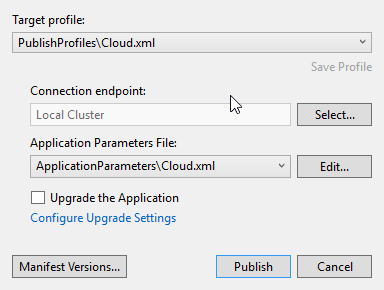 Target profile:
PublishProfiles\Cloud.xml
Save Profile
Connection endpoint:
Local Cluster
Select...
Application Parameters File:
ApplicationParameters\Cloud.xml
Edit...
Upgrade the Application
Configure Upgrade Settings
Manifest Versions...
Publish
Cancel